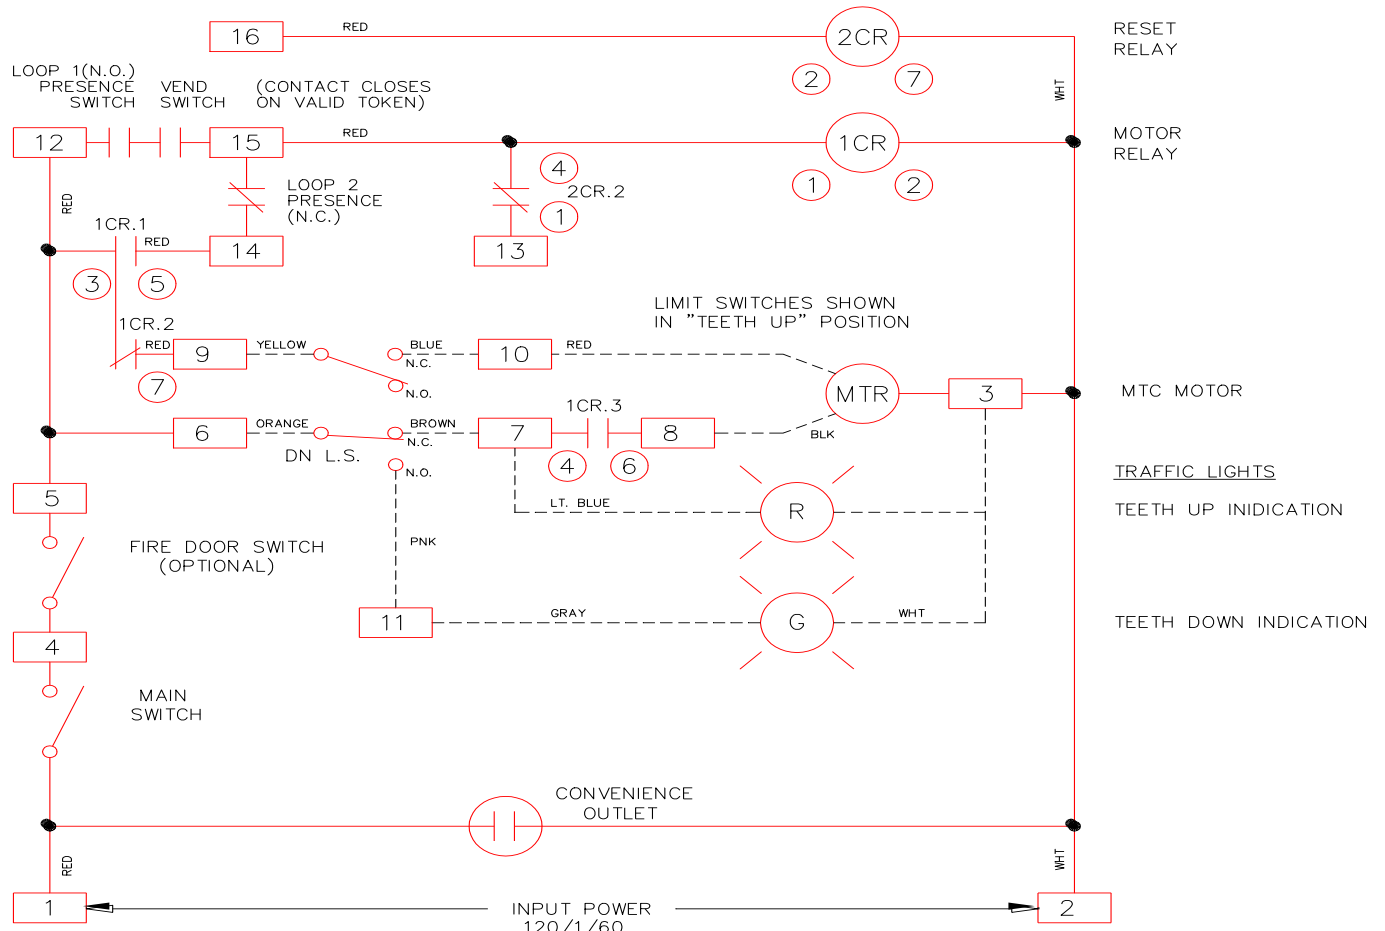 16
RED
2CR
RESET
RELAY
2
7
LOOP 1(N.O.)
PRESENCE
SWITCH
VEND
SWITCH
(CONTACT CLOSES
ON VALID TOKEN)
WHT
12
15
RED
1CR
MOTOR
RELAY
4
2CR.2
1
1
2
RED
LOOP 2
PRESENCE
(N.C.)
1CR.1
RED
14
13
3
5
LIMIT SWITCHES SHOWN
IN "TEETH UP" POSITION
1CR.2
RED
9
YELLOW
BLUE
N.C.
10
RED
7
N.O.
MTR
3
MTC MOTOR
6
ORANGE
BROWN
N.C.
7
1CR.3
8
BLK
DN L.S.
N.O.
4
6
TRAFFIC LIGHTS
5
LT. BLUE
R
TEETH UP INIDICATION
FIRE DOOR SWITCH
(OPTIONAL)
PNK
11
GRAY
G
WHT
TEETH DOWN INDICATION
4
MAIN
SWITCH
CONVENIENCE
OUTLET
RED
WHT
1
INPUT POWER
120/1/60
2